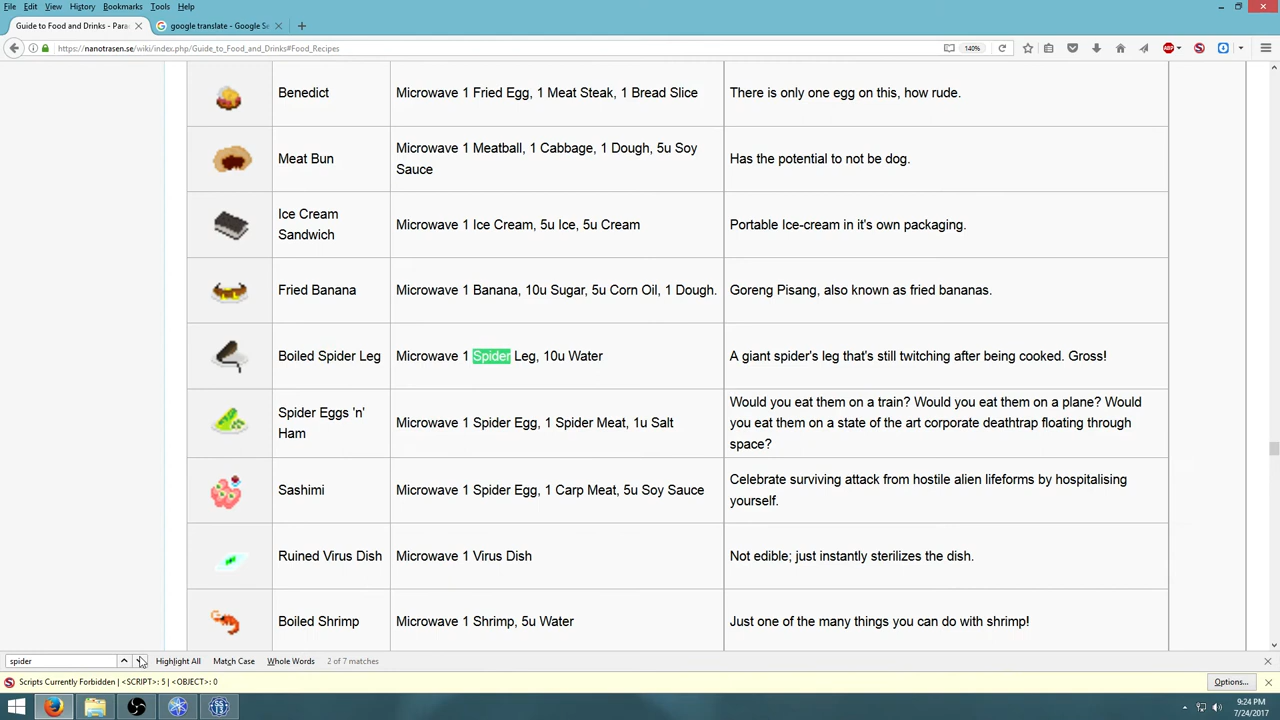 File Edit View History Bookmarks Tools Help
Guide to Food and Drinks - Para
google translate - Google Se
https://nanotrasen.se/wiki/index.php/Guide_to_Food_and_Drinks#Food_Recipes
140%
ABP
Benedict
Microwave 1 Fried Egg, 1 Meat Steak, 1 Bread Slice
There is only one egg on this, how rude.
Meat Bun
Microwave 1 Meatball, 1 Cabbage, 1 Dough, 5u Soy
Sauce
Has the potential to not be dog.
Ice Cream
Sandwich
Microwave 1 Ice Cream, 5u Ice, 5u Cream
Portable Ice-cream in it's own packaging.
Fried Banana
Microwave 1 Banana, 10u Sugar, 5u Corn Oil, 1 Dough.
Goreng Pisang, also known as fried bananas.
Boiled Spider Leg
Microwave 1 Spider Leg, 10u Water
A giant spider's leg that's still twitching after being cooked. Gross!
Spider Eggs 'n'
Ham
Microwave 1 Spider Egg, 1 Spider Meat, 1u Salt
Would you eat them on a train? Would you eat them on a plane? Would
you eat them on a state of the art corporate deathtrap floating through
space?
Sashimi
Microwave 1 Spider Egg, 1 Carp Meat, 5u Soy Sauce
Celebrate surviving attack from hostile alien lifeforms by hospitalising
yourself.
Ruined Virus Dish
Microwave 1 Virus Dish
Not edible; just instantly sterilizes the dish.
Boiled Shrimp
Microwave 1 Shrimp, 5u Water
Just one of the many things you can do with shrimp!
spider
Highlight All Match Case Whole Words 2 of 7 matches
Scripts Currently Forbidden | <SCRIPT>: 5 | <OBJECT>: 0
Options...
9:24 PM
7/24/2017